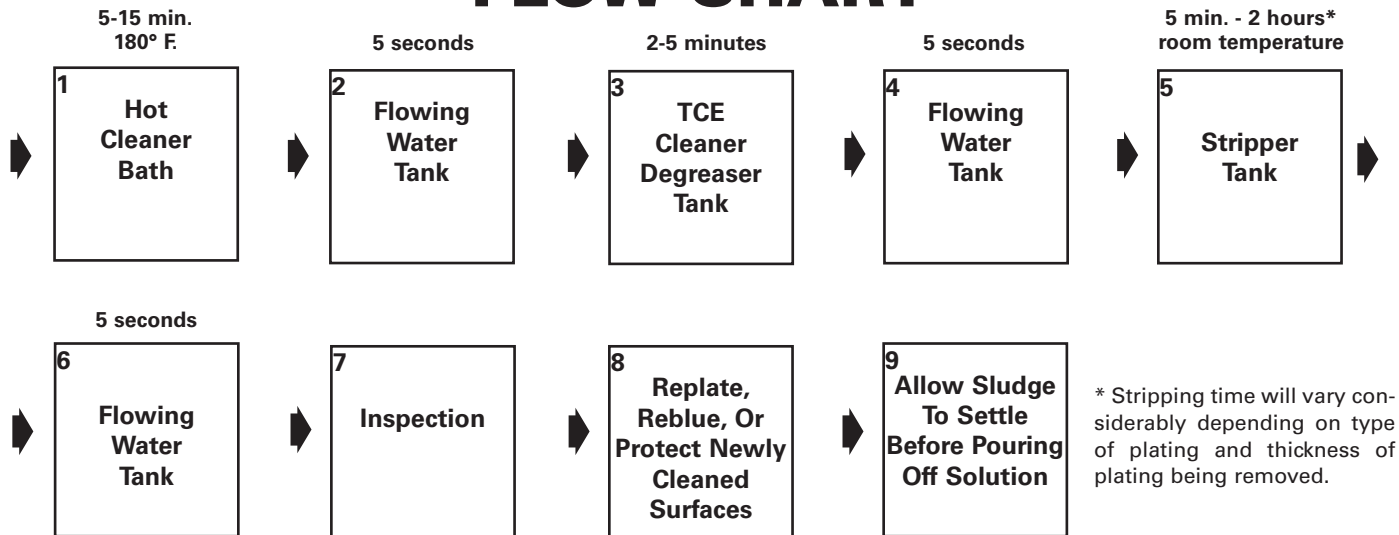 FLOW CHART
5-15 min.
180° F.
1
Hot
Cleaner
Bath
5 seconds
2
Flowing
Water
Tank
2-5 minutes
3
TCE
Cleaner
Degreaser
Tank
5 seconds
4
Flowing
Water
Tank
5 min. - 2 hours*
room temperature
5
Stripper
Tank
5 seconds
6
Flowing
Water
Tank
7
Inspection
8
Replate,
Reblue, Or
Protect Newly
Cleaned
Surfaces
9
Allow Sludge
To Settle
Before Pouring
Off Solution
* Stripping time will vary con-
siderably depending on type
of plating and thickness of
plating being removed.